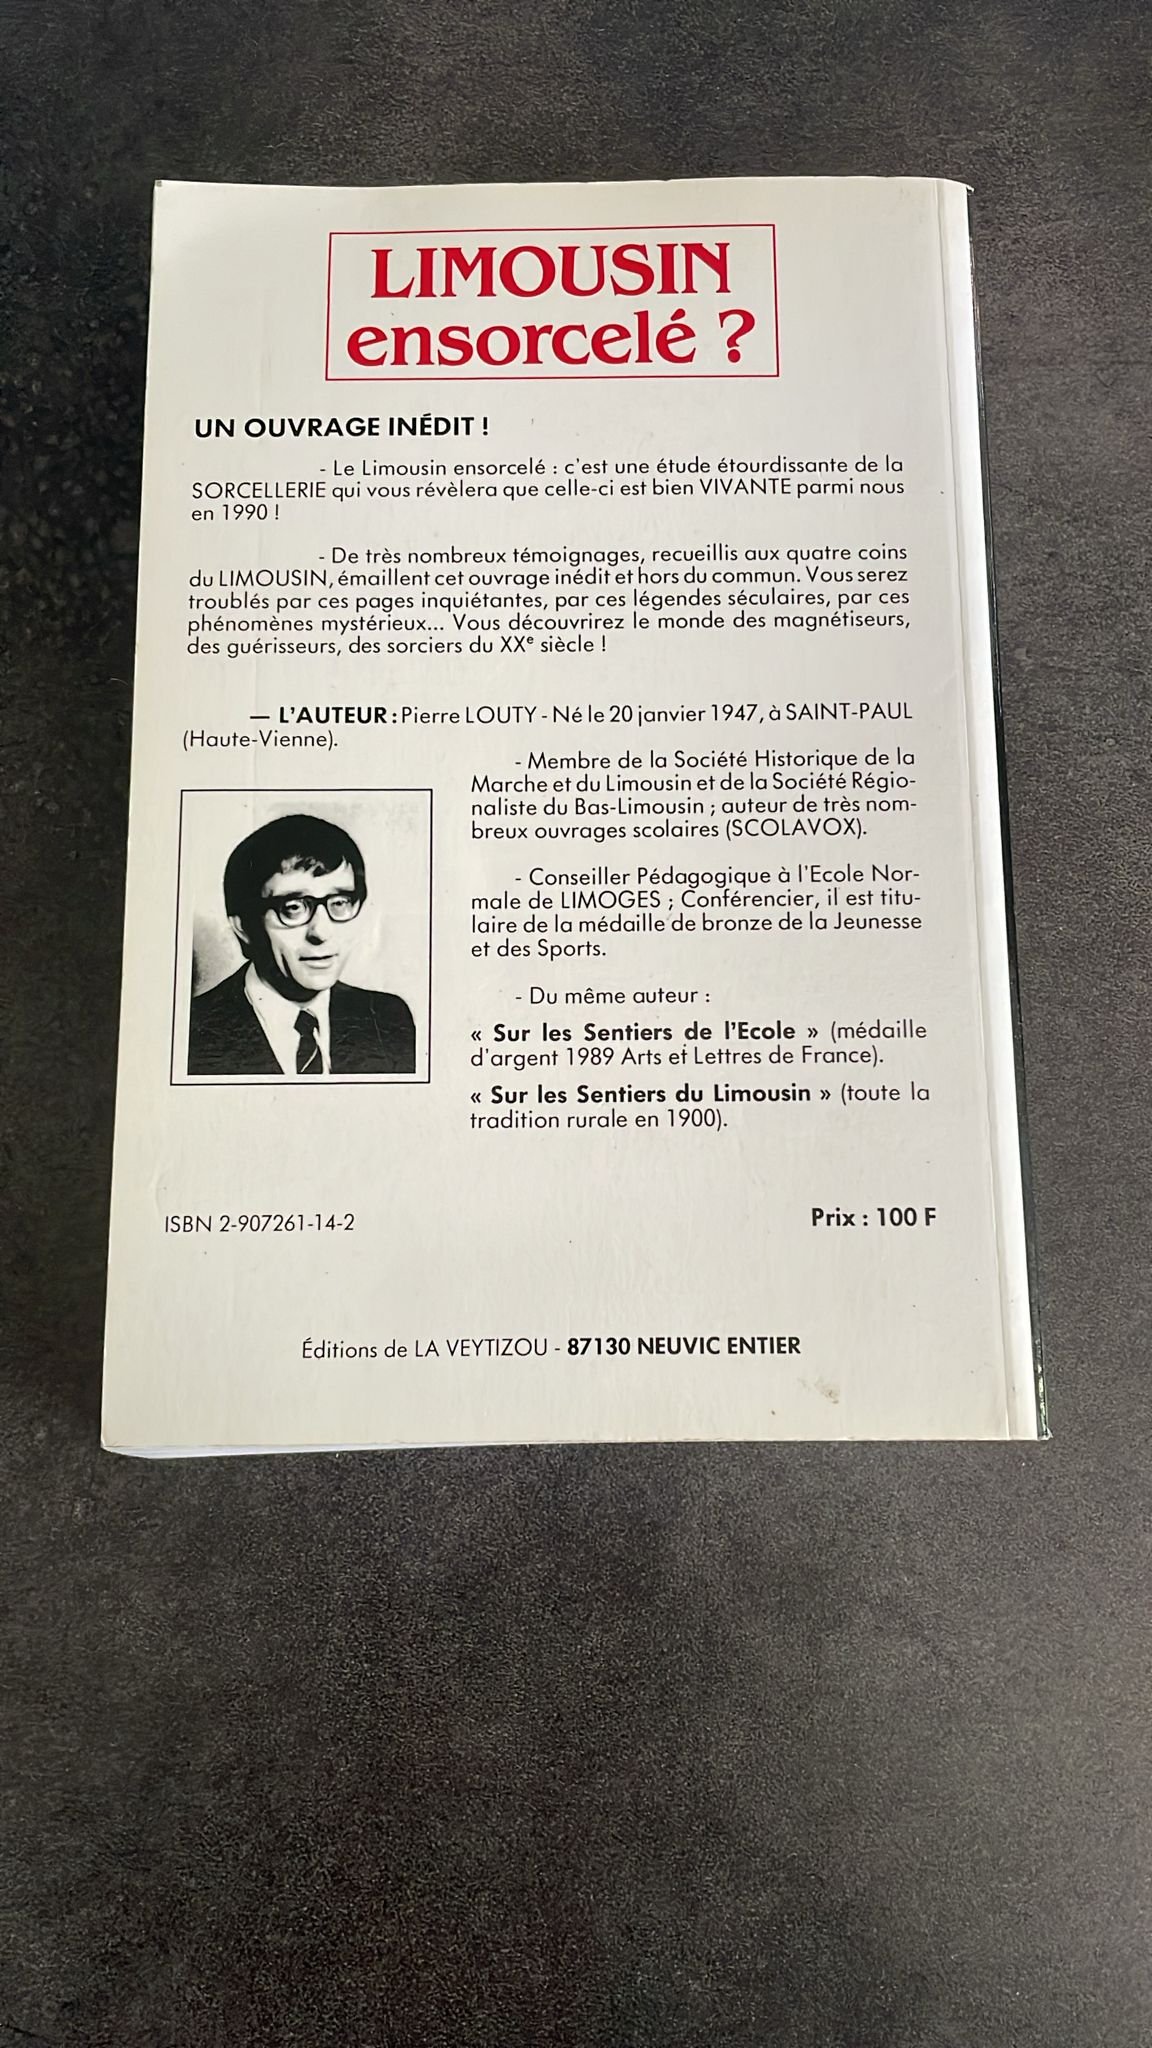 LIMOUSIN
ensorcelé ?
UN OUVRAGE INÉDIT !
- Le Limousin ensorcelé : c'est une étude étourdissante de la
SORCELLERIE qui vous révèlera que celle-ci est bien VIVANTE parmi nous
en 1990 !
- De très nombreux témoignages, recueillis aux quatre coins
du LIMOUSIN, émaillent cet ouvrage inédit et hors du commun. Vous serez
troublés par ces pages inquiétantes, par ces légendes séculaires, par ces
phénomènes mystérieux... Vous découvrirez le monde des magnétiseurs,
des guérisseurs, des sorciers du XXe siècle !
— L'AUTEUR : Pierre LOUTY - Né le 20 janvier 1947, à SAINT-PAUL
(Haute-Vienne).
- Membre de la Société Historique de la
Marche et du Limousin et de la Société Régio-
naliste du Bas-Limousin ; auteur de très nom-
breux ouvrages scolaires (SCOLAVOX).
- Conseiller Pédagogique à l'Ecole Nor-
male de LIMOGES ; Conférencier, il est titu-
laire de la médaille de bronze de la Jeunesse
et des Sports.
- Du même auteur :
« Sur les Sentiers de l'Ecole » (médaille
d'argent 1989 Arts et Lettres de France).
« Sur les Sentiers du Limousin » (toute la
tradition rurale en 1900).
ISBN 2-907261-14-2
Prix : 100 F
Éditions de LA VEYTIZOU - 87130 NEUVIC ENTIER